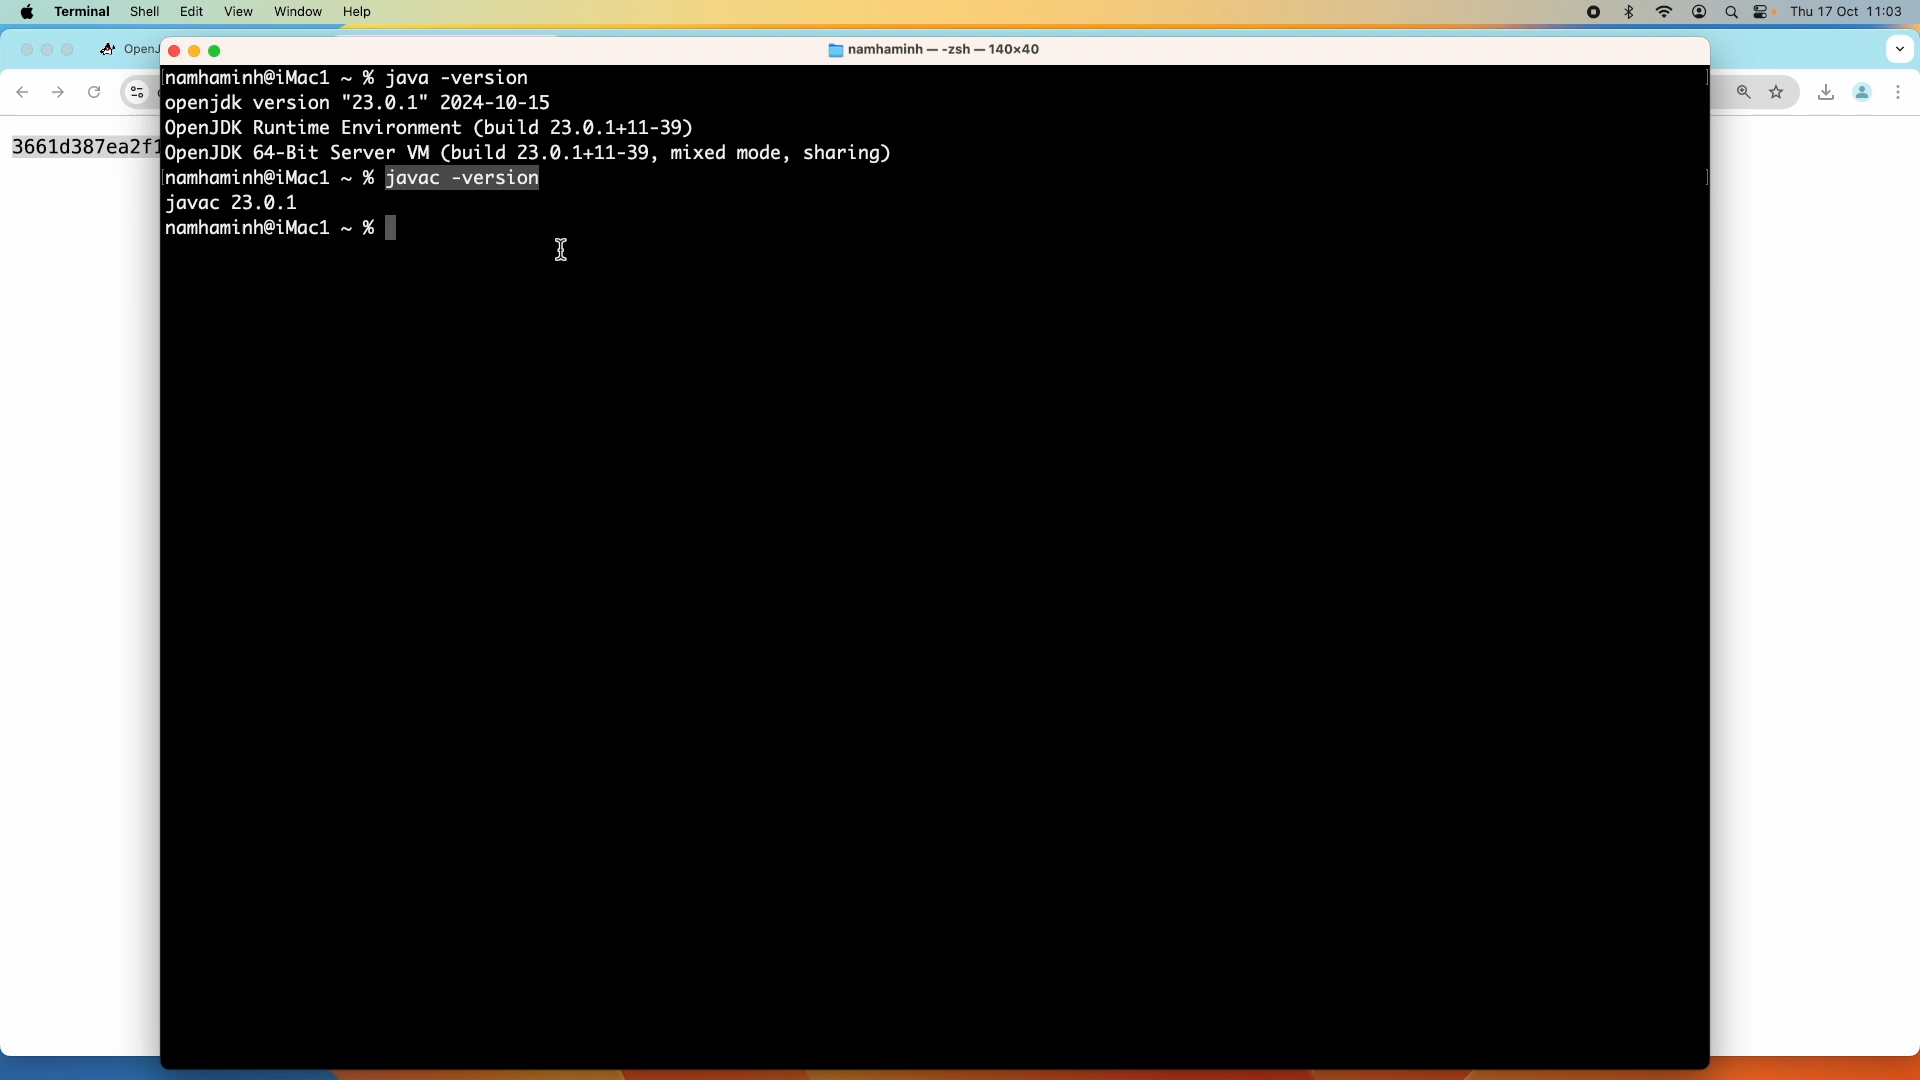 Terminal Shell Edit View Window Help
Thu 17 Oct 11:03
OpenJ
namhaminh — -zsh — 140×40
3661d387ea2f1
namhaminh@iMac1 ~ % java -version
openjdk version "23.0.1" 2024-10-15
OpenJDK Runtime Environment (build 23.0.1+11-39)
OpenJDK 64-Bit Server VM (build 23.0.1+11-39, mixed mode, sharing)
namhaminh@iMac1 ~ % javac -version
javac 23.0.1
namhaminh@iMac1 ~ %